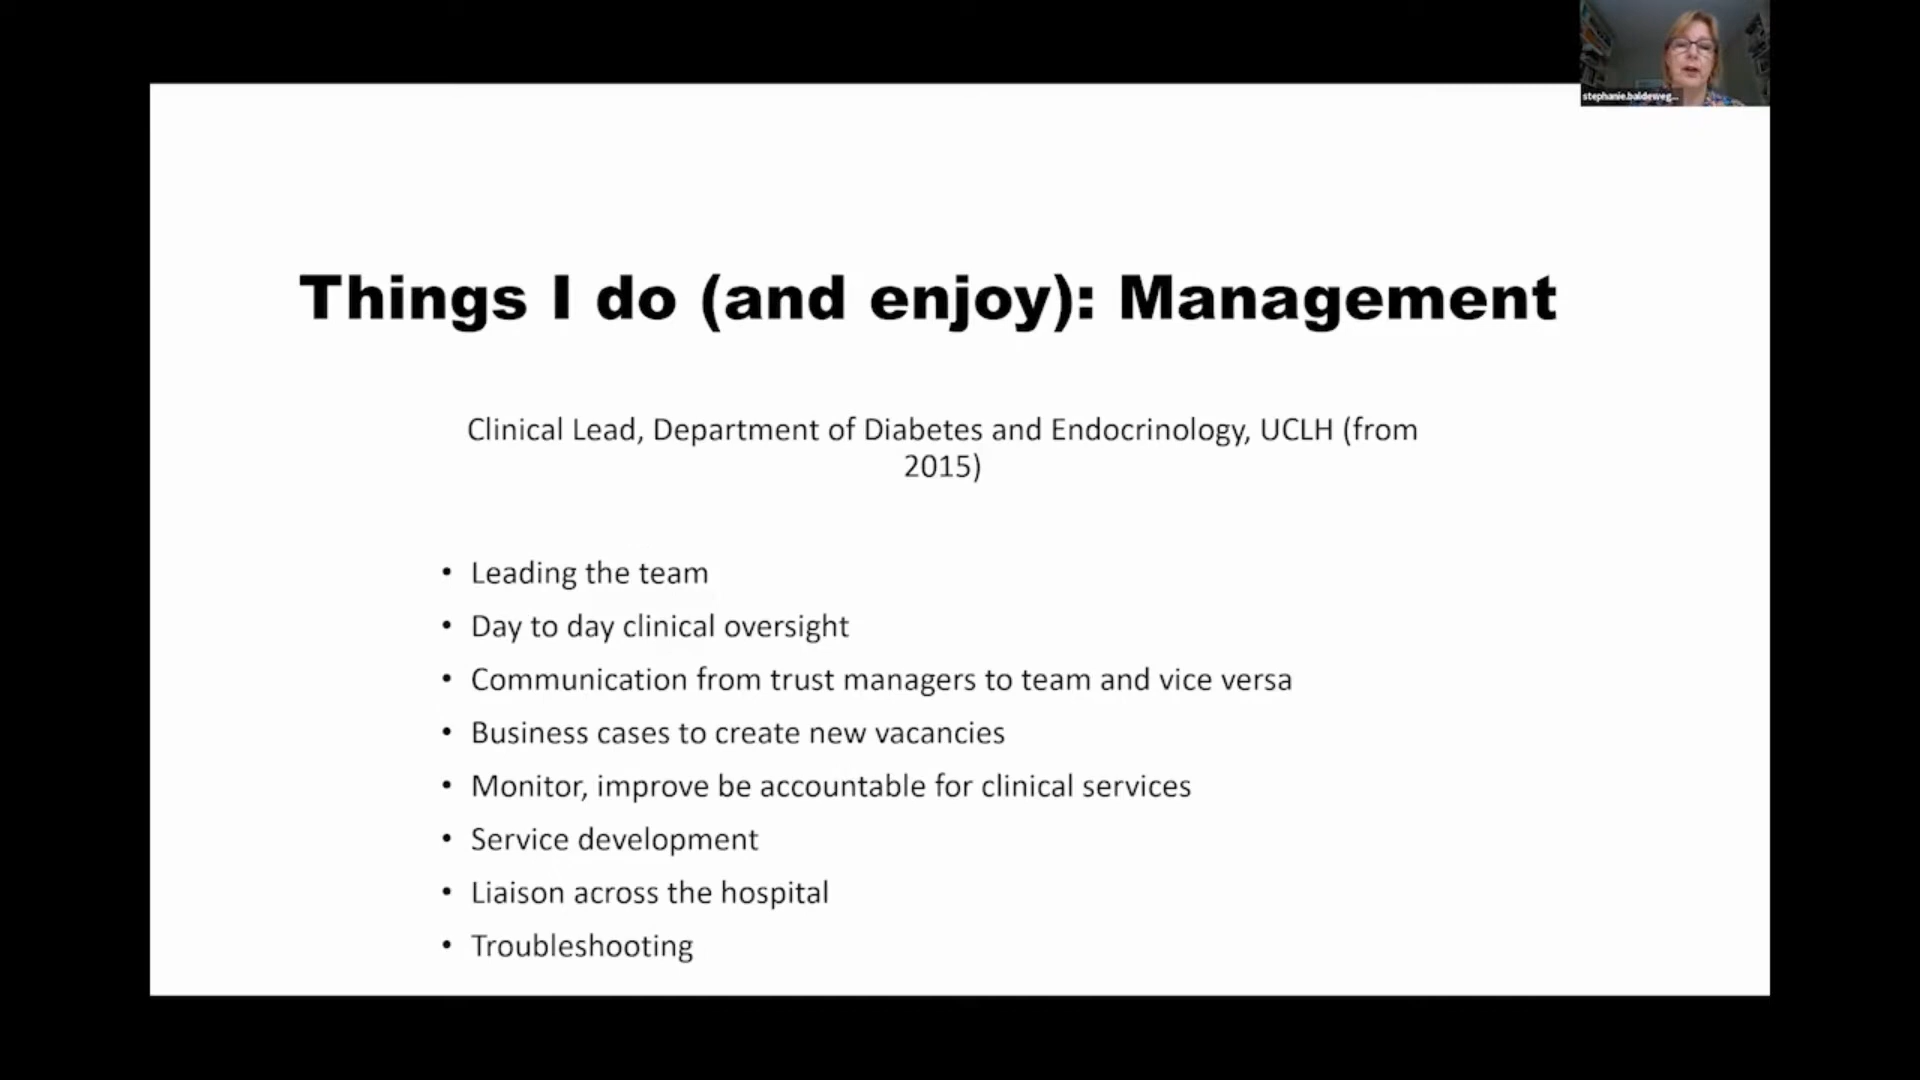 stephanie.baldeweg...
Things I do (and enjoy): Management
Clinical Lead, Department of Diabetes and Endocrinology, UCLH (from
2015)
• Leading the team
• Day to day clinical oversight
• Communication from trust managers to team and vice versa
• Business cases to create new vacancies
• Monitor, improve be accountable for clinical services
• Service development
• Liaison across the hospital
• Troubleshooting